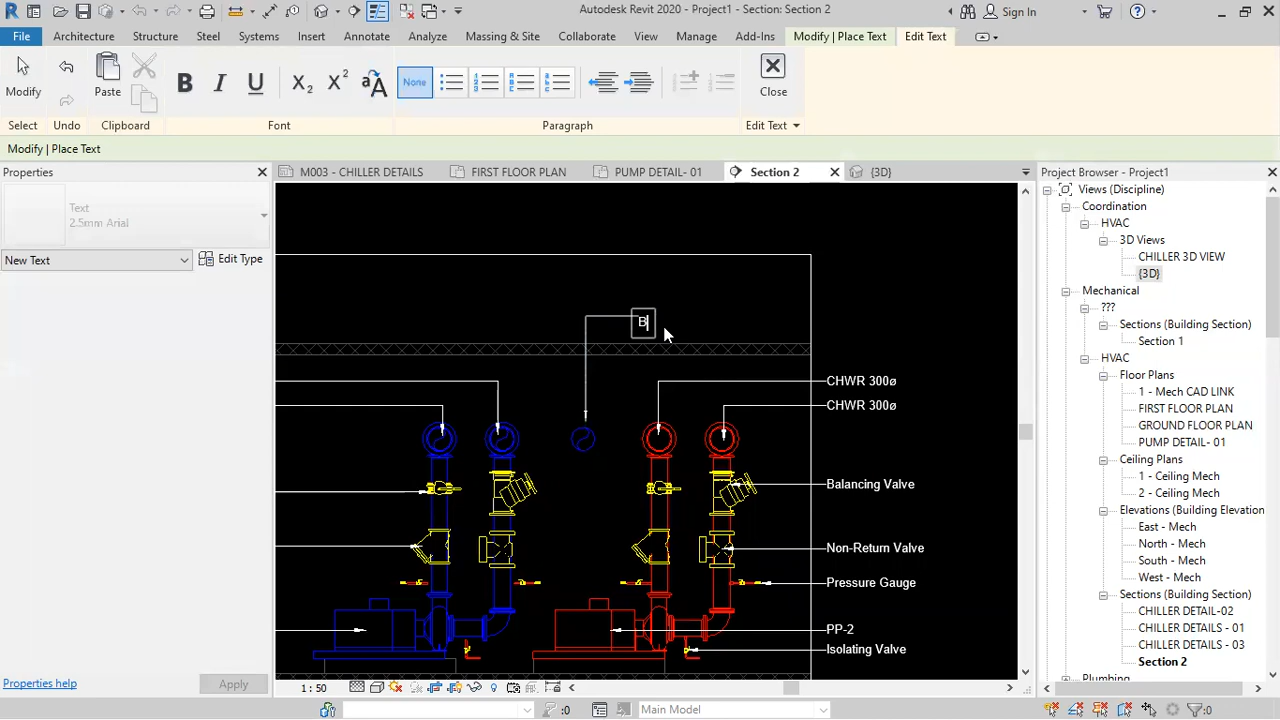 Autodesk Revit 2020 - Project1 - Section: Section 2
Sign In
File
Architecture
Structure
Steel
Systems
Insert
Annotate
Analyze
Massing & Site
Collaborate
View
Manage
Add-Ins
Modify | Place Text
Edit Text
Modify
Paste
B
I
U
X2
X2
aA
None
Close
Select
Undo
Clipboard
Font
Paragraph
Edit Text
Modify | Place Text
Properties
M003 - CHILLER DETAILS
FIRST FLOOR PLAN
PUMP DETAIL- 01
Section 2
{3D}
Project Browser - Project1
Text
2.5mm Arial
New Text
Edit Type
B
CHWR 300ø
CHWR 300ø
Balancing Valve
Non-Return Valve
Pressure Gauge
PP-2
Isolating Valve
Views (Discipline)
Coordination
HVAC
3D Views
CHILLER 3D VIEW
{3D}
Mechanical
???
Sections (Building Section)
Section 1
HVAC
Floor Plans
1 - Mech CAD LINK
FIRST FLOOR PLAN
GROUND FLOOR PLAN
PUMP DETAIL- 01
Ceiling Plans
1 - Ceiling Mech
2 - Ceiling Mech
Elevations (Building Elevation
East - Mech
North - Mech
South - Mech
West - Mech
Sections (Building Section)
CHILLER DETAIL-02
CHILLER DETAILS - 01
CHILLER DETAILS - 03
Section 2
Properties help
Apply
1 : 50
:0
Main Model
:0